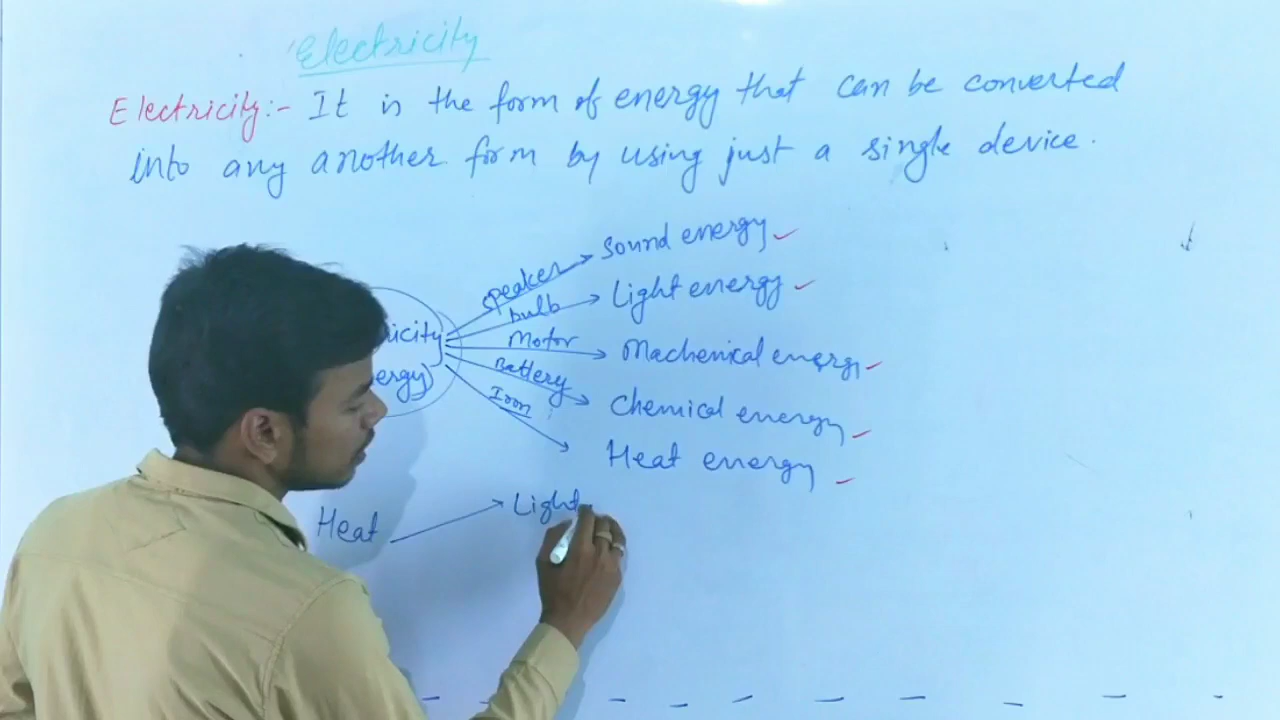 Electricity
Electricity:- It is the form of energy that can be converted
into any another form by using just a single device.
speaker Sound energy
bulb Light energy
ricity
Motor Machenical energy
ergy)
Battery Chemical energy
Iron Heat energy
Heat Light